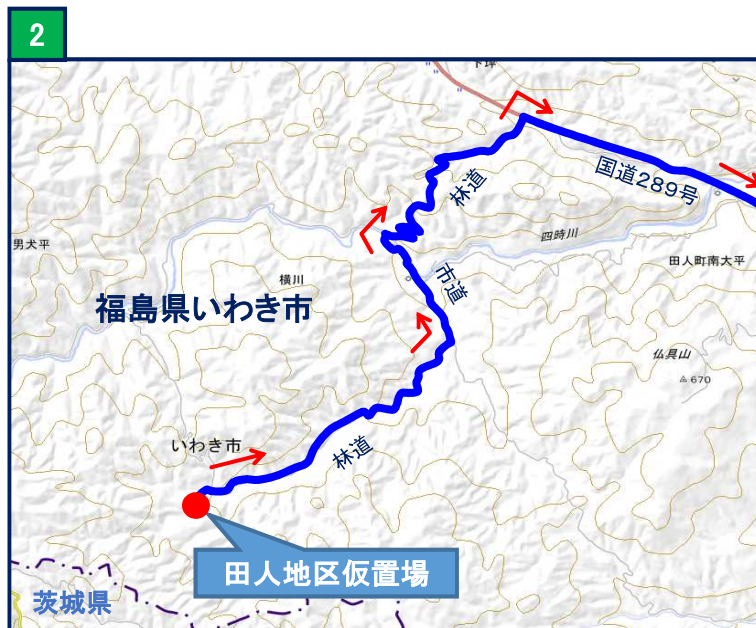 2
下坪
林道
国道289号
四時川
男犬平
横川
市道
田人町南大平
福島県いわき市
仏具山
670
いわき市
林道
田人地区仮置場
茨城県